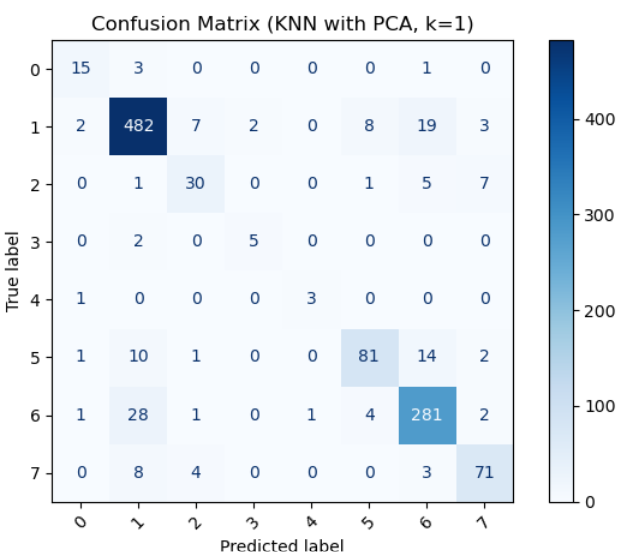 Confusion Matrix (KNN with PCA, k=1)
True label
0 15 3 0 0 0 0 1 0
1 2 482 7 2 0 8 19 3
2 0 1 30 0 0 1 5 7
3 0 2 0 5 0 0 0 0
4 1 0 0 0 3 0 0 0
5 1 10 1 0 0 81 14 2
6 1 28 1 0 1 4 281 2
7 0 8 4 0 0 0 3 71
0 1 2 3 4 5 6 7
Predicted label
400
300
200
100
0